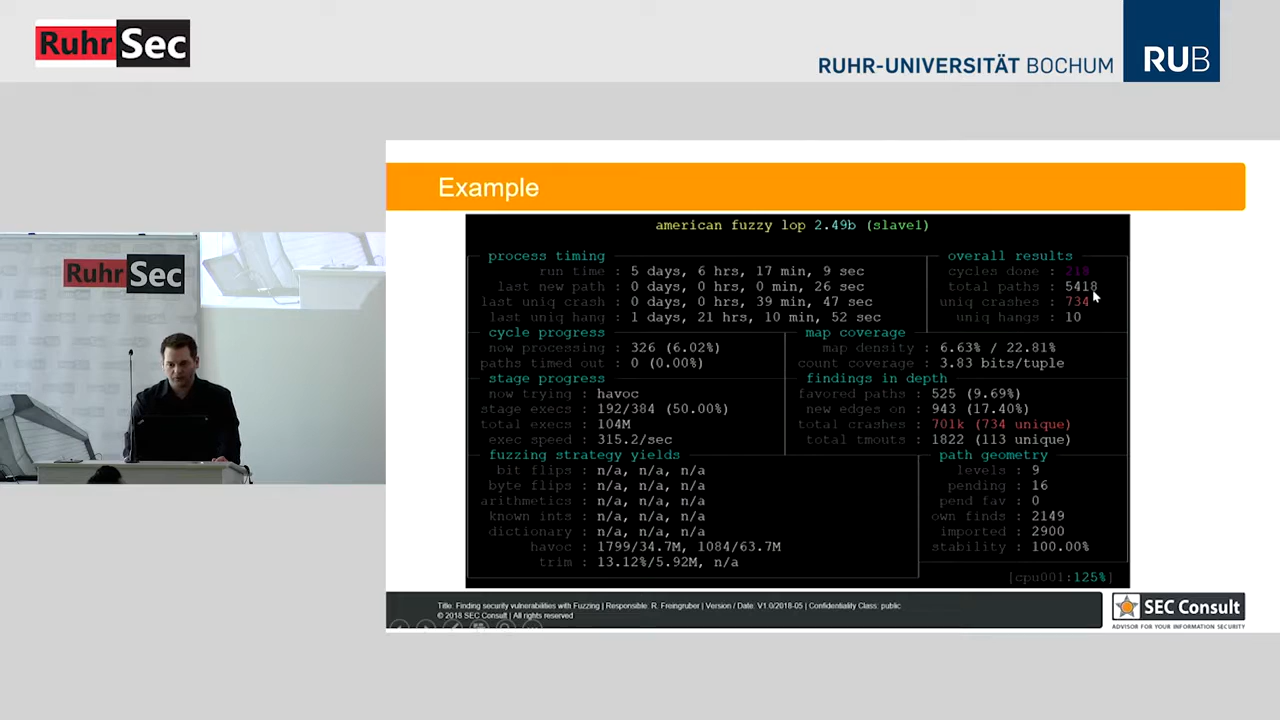 RuhrSec
RUHR-UNIVERSITÄT BOCHUM
RUB
RuhrSec
Example
american fuzzy lop 2.49b (slave1)
process timing
run time : 5 days, 6 hrs, 17 min, 9 sec
last new path : 0 days, 0 hrs, 0 min, 26 sec
last uniq crash : 0 days, 0 hrs, 39 min, 47 sec
last uniq hang : 1 days, 21 hrs, 10 min, 52 sec
overall results
cycles done : 218
total paths : 5418
uniq crashes : 734
uniq hangs : 10
cycle progress
now processing : 326 (6.02%)
paths timed out : 0 (0.00%)
map coverage
map density : 6.63% / 22.81%
count coverage : 3.83 bits/tuple
stage progress
now trying : havoc
stage execs : 192/384 (50.00%)
total execs : 104M
exec speed : 315.2/sec
findings in depth
favored paths : 525 (9.69%)
new edges on : 943 (17.40%)
total crashes : 701k (734 unique)
total tmouts : 1822 (113 unique)
fuzzing strategy yields
bit flips : n/a, n/a, n/a
byte flips : n/a, n/a, n/a
arithmetics : n/a, n/a, n/a
known ints : n/a, n/a, n/a
dictionary : n/a, n/a, n/a
havoc : 1799/34.7M, 1084/63.7M
trim : 13.12%/5.92M, n/a
path geometry
levels : 9
pending : 16
pend fav : 0
own finds : 2149
imported : 2900
stability : 100.00%
[cpu001:125%]
Title: Finding security vulnerabilities with Fuzzing | Responsible: R. Freingruber | Version / Date: V1.0/2018-05 | Confidentiality Class: public
© 2018 SEC Consult | All rights reserved
SEC Consult
ADVISOR FOR YOUR INFORMATION SECURITY